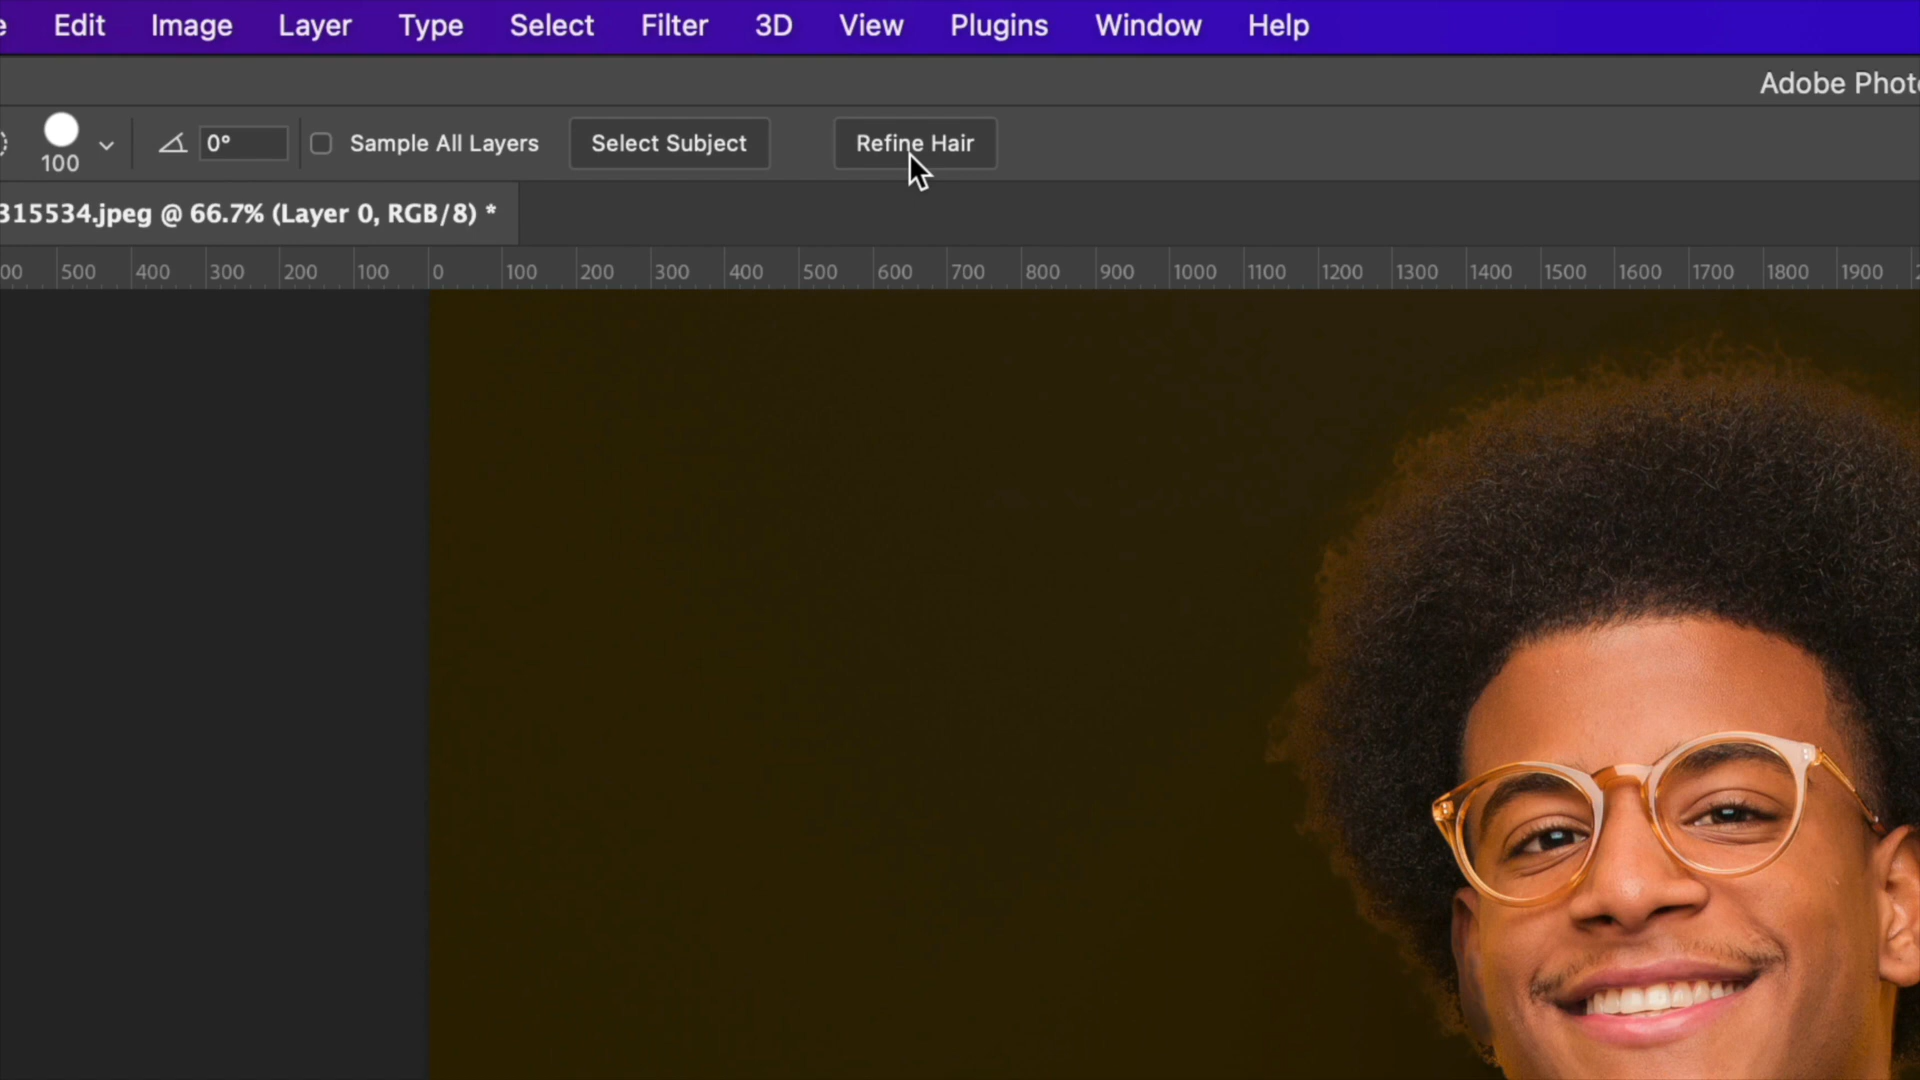 Edit Image Layer Type Select Filter 3D View Plugins Window Help
Adobe Phot
100
0°
Sample All Layers
Select Subject
Refine Hair
315534.jpeg @ 66.7% (Layer 0, RGB/8) *
00 500 400 300 200 100 0 100 200 300 400 500 600 700 800 900 1000 1100 1200 1300 1400 1500 1600 1700 1800 1900